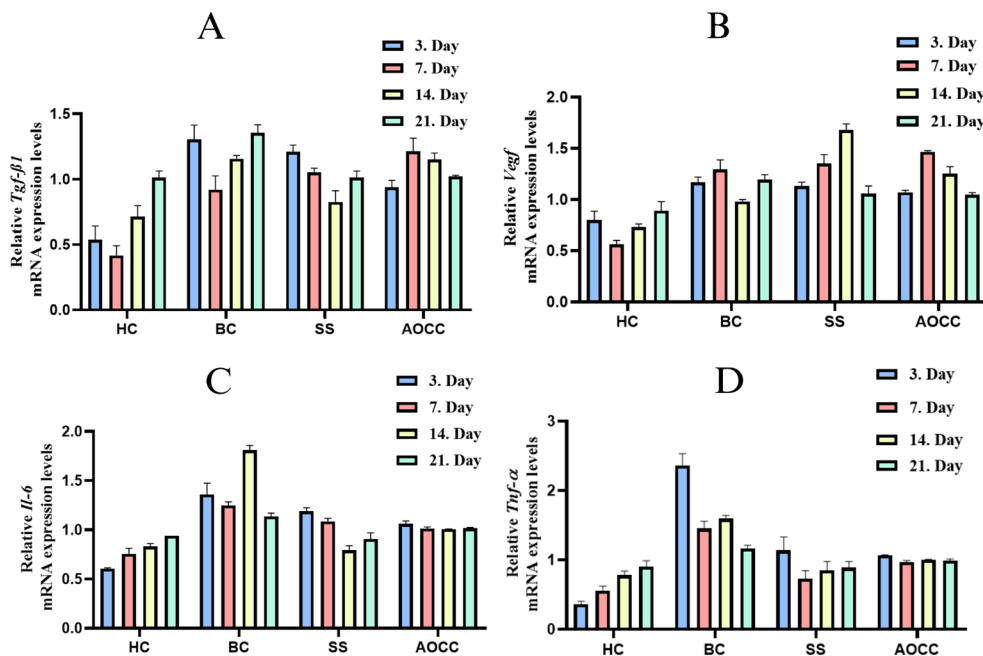 A
3. Day
7. Day
14. Day
21. Day
Relative Tgf-β1
mRNA expression levels
1.5
1.0
0.5
0.0
HC BC SS AOCC
B
3. Day
7. Day
14. Day
21. Day
Relative Vegf
mRNA expression levels
2.0
1.5
1.0
0.5
0.0
HC BC SS AOCC
C
3. Day
7. Day
14. Day
21. Day
Relative Il-6
mRNA expression levels
2.0
1.5
1.0
0.5
0.0
HC BC SS AOCC
D
3. Day
7. Day
14. Day
21. Day
Relative Tnf-α
mRNA expression levels
3
2
1
0
HC BC SS AOCC